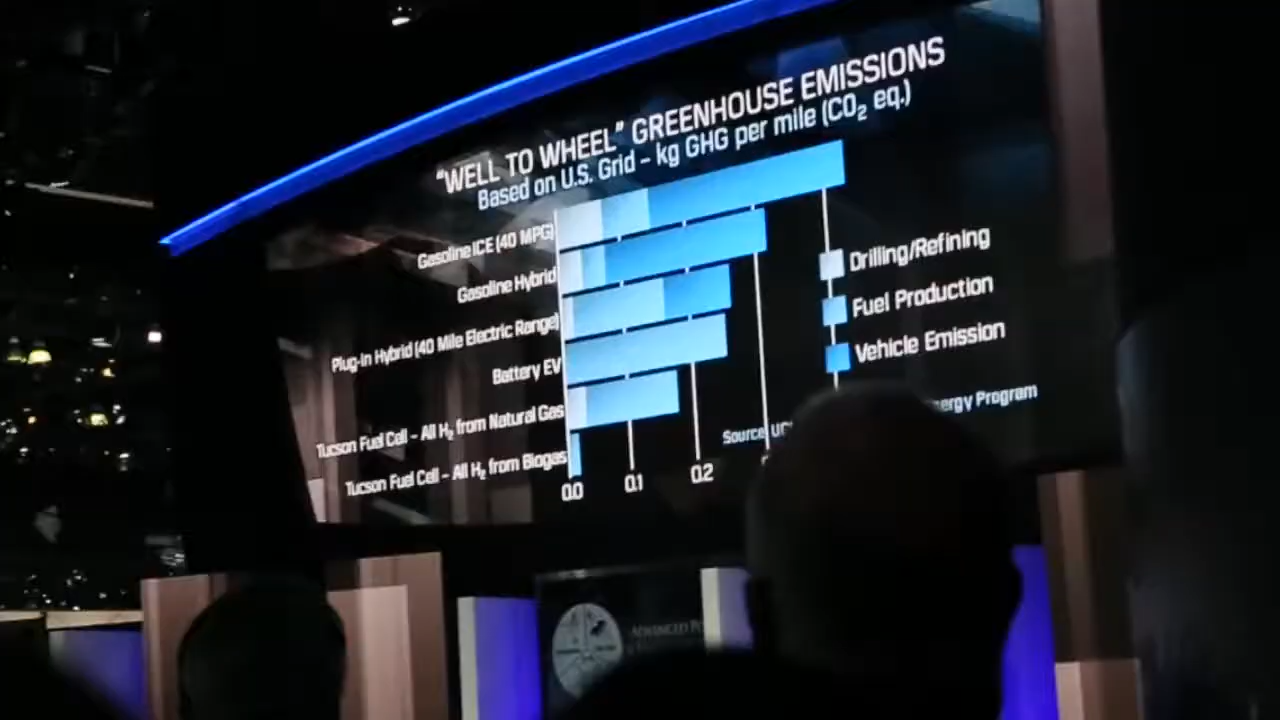 “WELL TO WHEEL” GREENHOUSE EMISSIONS
Based on U.S. Grid – kg GHG per mile (CO₂ eq.)
Gasoline ICE (40 MPG)
Gasoline Hybrid
Plug-In Hybrid (40 Mile Electric Range)
Battery EV
Tucson Fuel Cell – All H₂ from Natural Gas
Tucson Fuel Cell – All H₂ from Biogas
0.0 0.1 0.2
Drilling/Refining
Fuel Production
Vehicle Emission
Source: Program
ADVANCED